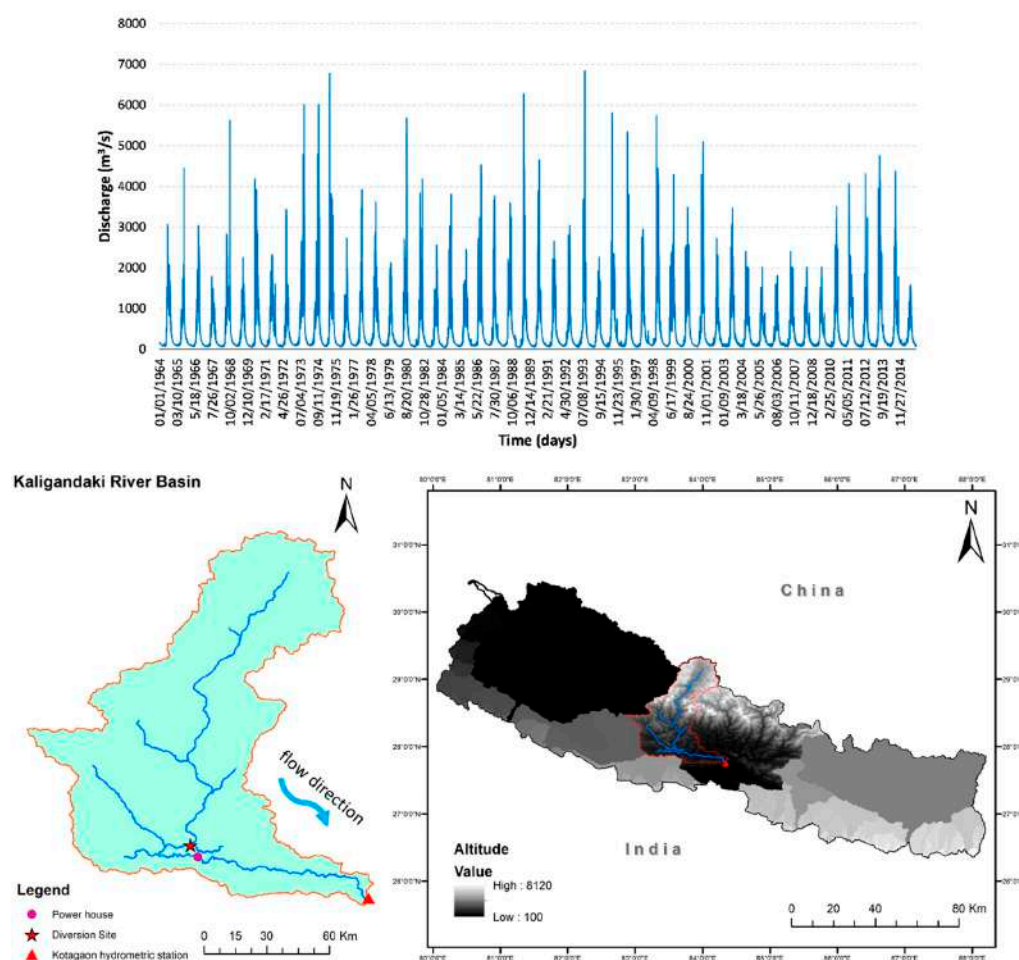 8000
7000
6000
5000
4000
3000
2000
1000
0
Discharge (m³/s)
01/01/1964
03/10/1965
5/18/1966
7/26/1967
10/02/1968
12/10/1969
2/17/1971
4/26/1972
07/04/1973
09/11/1974
11/19/1975
1/26/1977
04/05/1978
6/13/1979
8/20/1980
10/28/1982
01/05/1984
3/14/1985
5/22/1986
7/30/1987
10/06/1988
12/14/1989
2/21/1991
4/30/1992
07/08/1993
9/15/1994
11/23/1995
1/30/1997
04/09/1998
6/17/1999
8/24/2000
11/01/2001
01/09/2003
3/18/2004
5/26/2005
08/03/2006
10/11/2007
12/18/2008
2/25/2010
05/05/2011
07/12/2012
9/19/2013
11/27/2014
Time (days)
Kaligandaki River Basin
N
flow direction
Legend
Power house
Diversion Site
Kotagaon hydrometric station
0 15 30 60 Km
N
China
India
Altitude
Value
High : 8120
Low : 100
0 20 40 80 Km